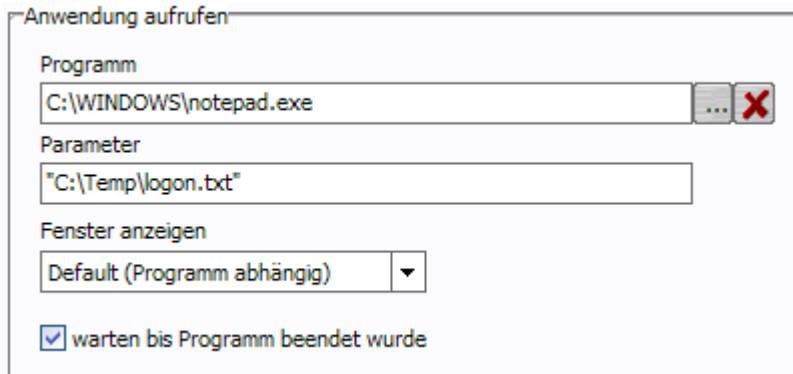 Anwendung aufrufen
Programm
C:\WINDOWS\notepad.exe
...
Parameter
"C:\Temp\logon.txt"
Fenster anzeigen
Default (Programm abhängig)
warten bis Programm beendet wurde